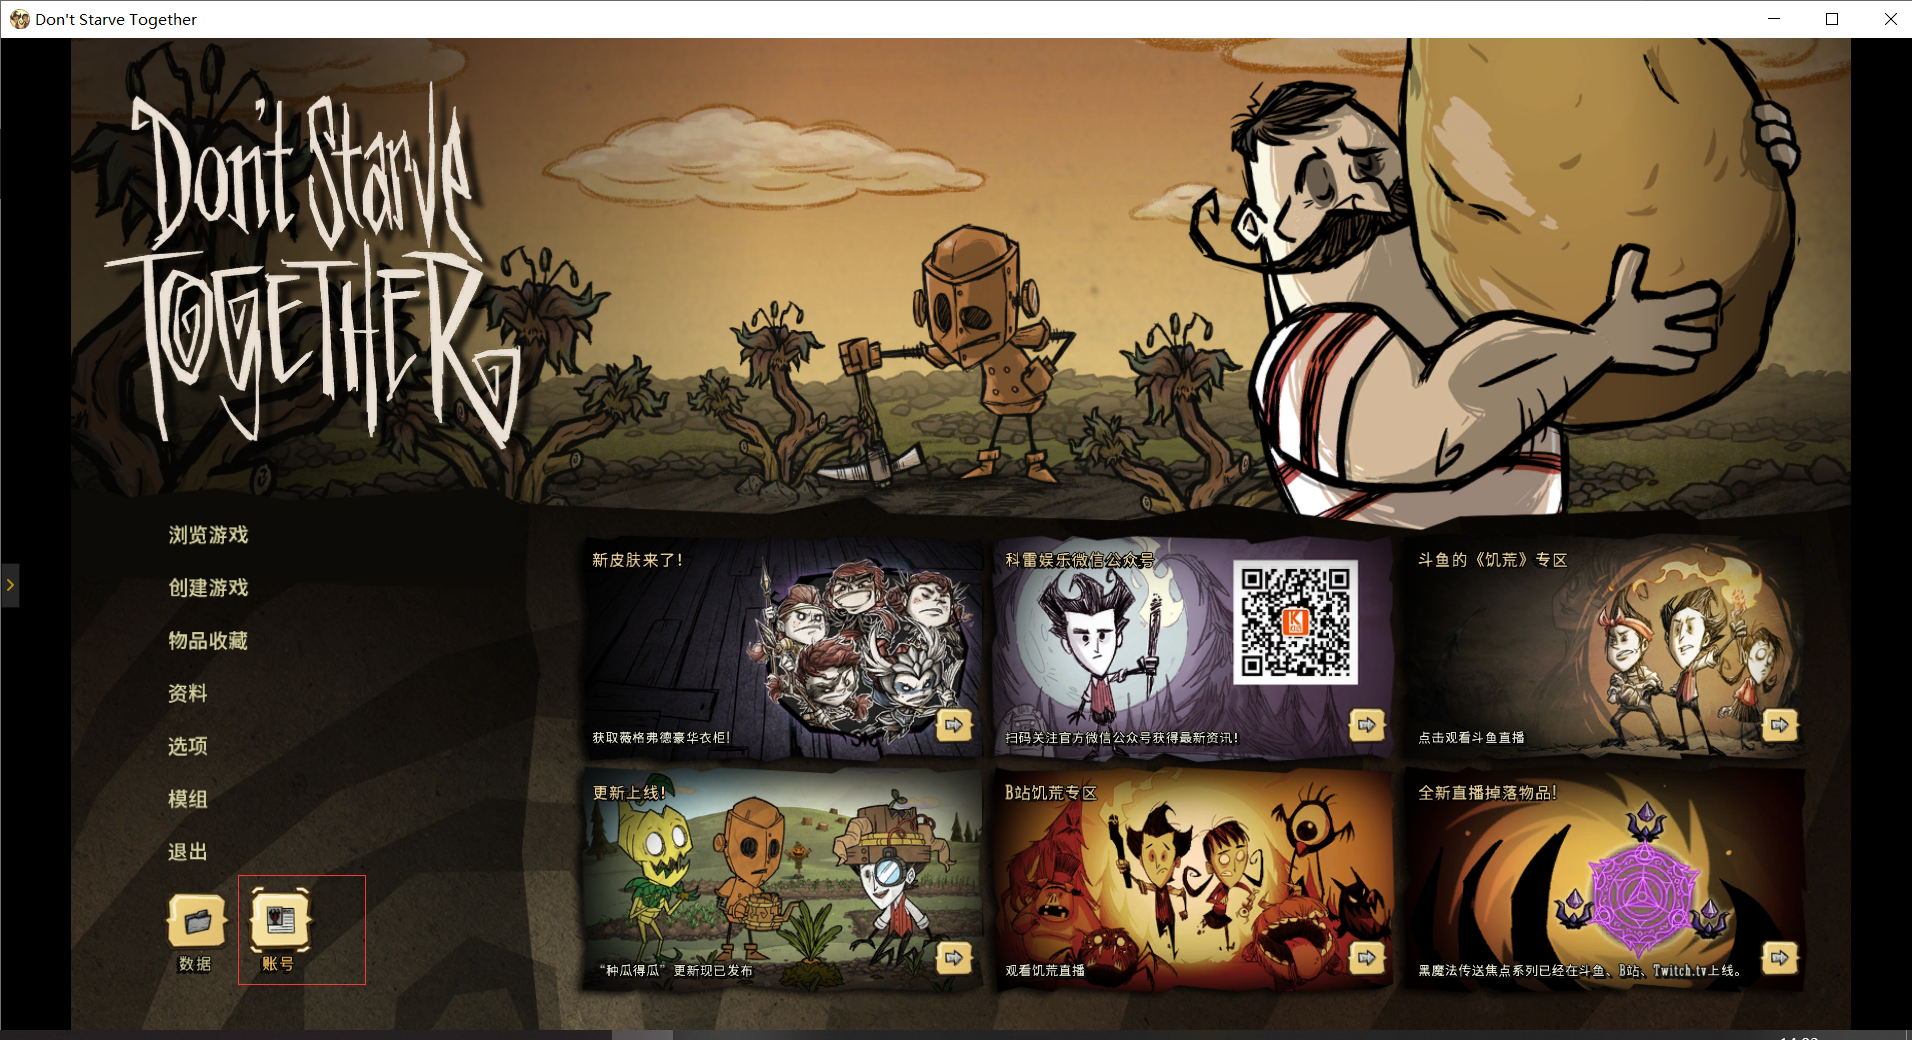 Don't Starve Together
Don't Starve
Together
浏览游戏
创建游戏
物品收藏
资料
选项
模组
退出
数据
账号
新皮肤来了!
获取薇格弗德豪华衣柜!
科雷娱乐微信公众号
扫码关注官方微信公众号获得最新资讯!
斗鱼的《饥荒》专区
点击观看斗鱼直播
更新上线!
“种瓜得瓜”更新现已发布
B站饥荒专区
观看饥荒直播
全新直播掉落物品!
黑魔法传送焦点系列已经在斗鱼、B站、Twitch.tv上线。